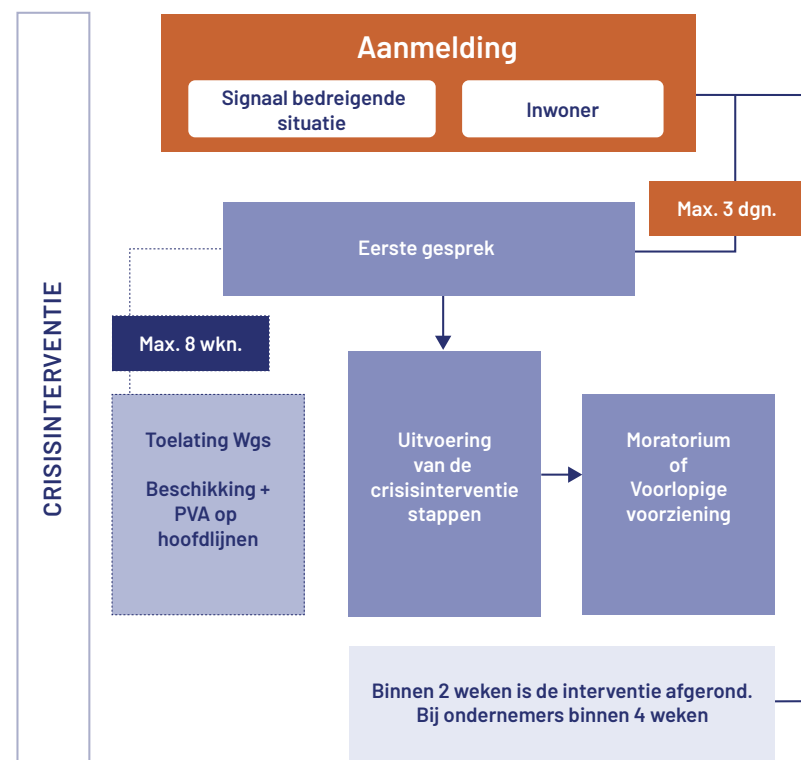 CRISISINTERVENTIE
Aanmelding
Signaal bedreigende
situatie
Inwoner
Max. 3 dgn.
Eerste gesprek
Max. 8 wkn.
Toelating Wgs
Beschikking +
PVA op
hoofdlijnen
Uitvoering
van de
crisisinterventie
stappen
Moratorium
of
Voorlopige
voorziening
Binnen 2 weken is de interventie afgerond.
Bij ondernemers binnen 4 weken